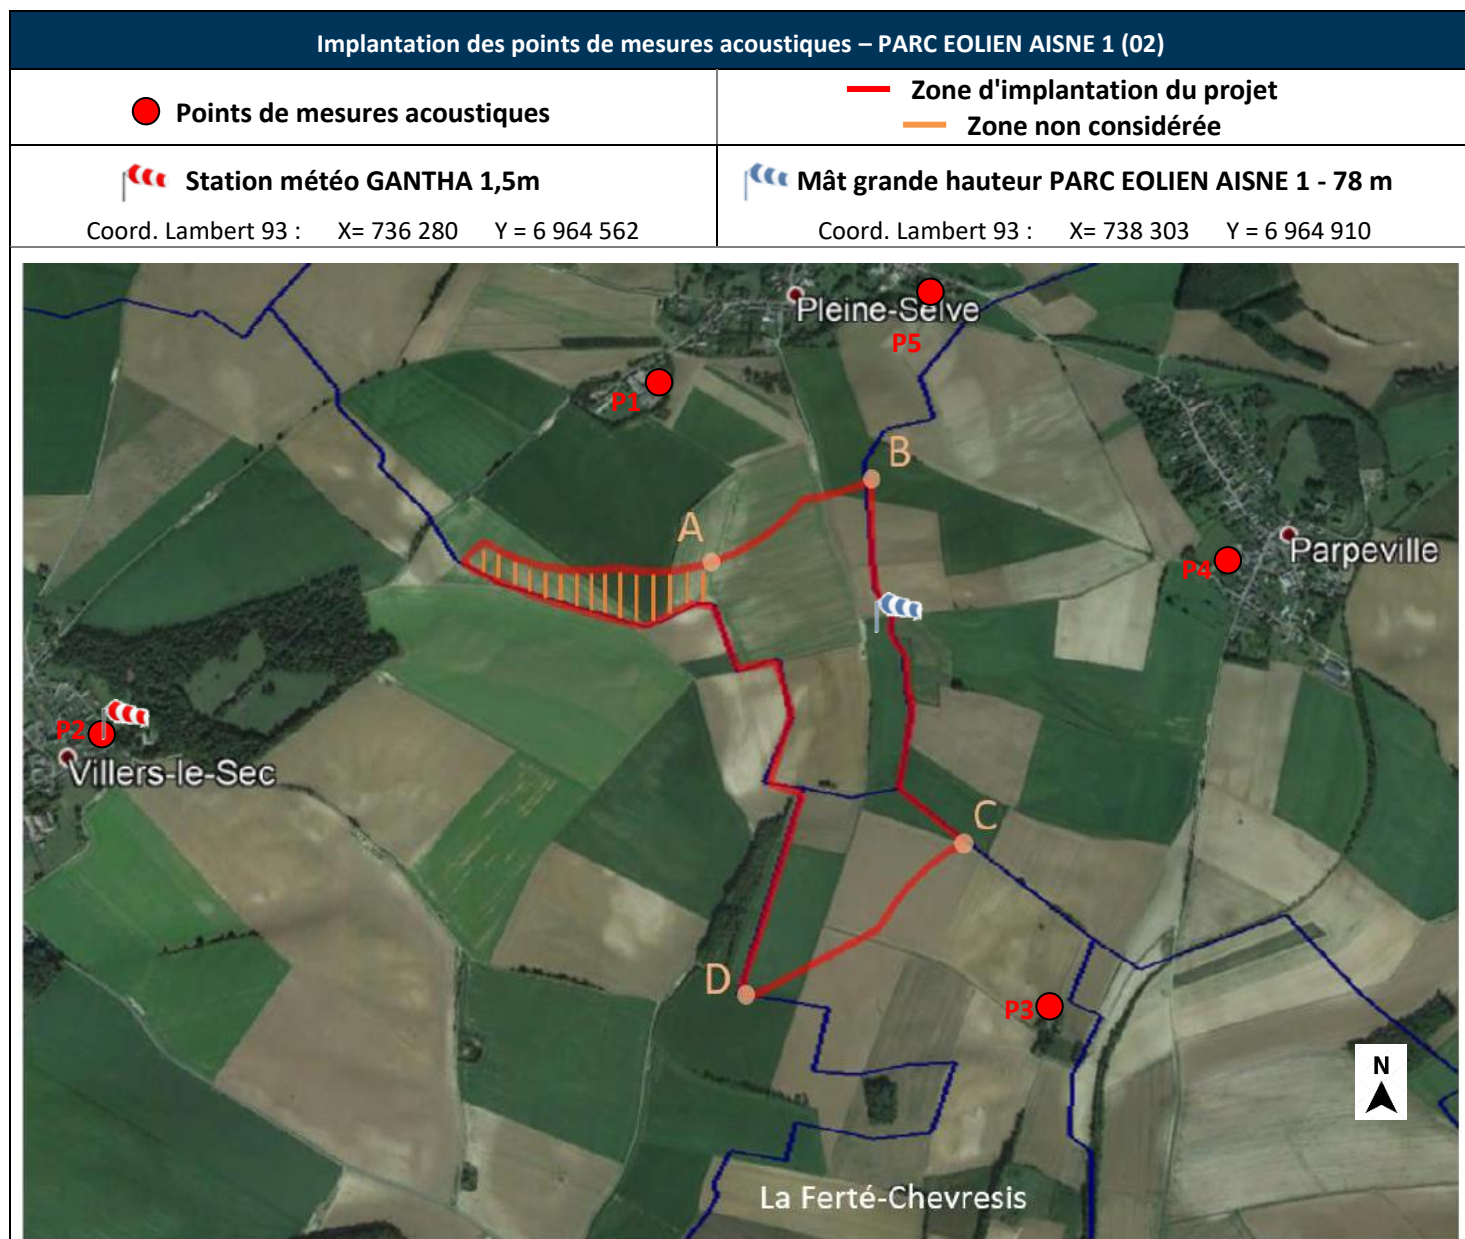 Implantation des points de mesures acoustiques – PARC EOLIEN AISNE 1 (02)
Points de mesures acoustiques
Zone d'implantation du projet
Zone non considérée
Station météo GANTHA 1,5m
Coord. Lambert 93 : X= 736 280 Y = 6 964 562
Mât grande hauteur PARC EOLIEN AISNE 1 - 78 m
Coord. Lambert 93 : X= 738 303 Y = 6 964 910
Pleine-Selve
P5
P1
B
A
Parpeville
P4
P2
Villers-le-Sec
C
D
P3
N
La Ferté-Chevresis